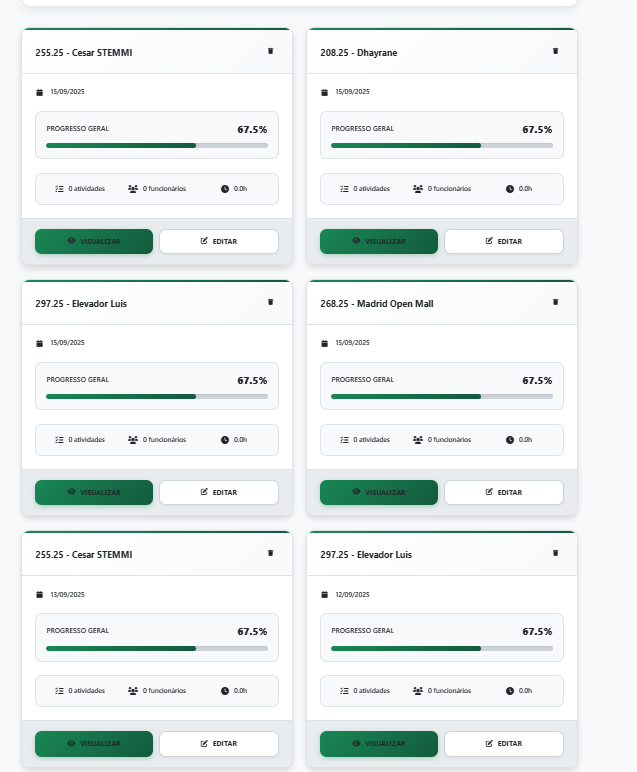 255.25 - Cesar STEMMI
15/09/2025
PROGRESSO GERAL 67.5%
0 atividades 0 funcionários 0.0h
VISUALIZAR EDITAR
208.25 - Dhayrane
15/09/2025
PROGRESSO GERAL 67.5%
0 atividades 0 funcionários 0.0h
VISUALIZAR EDITAR
297.25 - Elevador Luis
15/09/2025
PROGRESSO GERAL 67.5%
0 atividades 0 funcionários 0.0h
VISUALIZAR EDITAR
268.25 - Madrid Open Mall
15/09/2025
PROGRESSO GERAL 67.5%
0 atividades 0 funcionários 0.0h
VISUALIZAR EDITAR
255.25 - Cesar STEMMI
13/09/2025
PROGRESSO GERAL 67.5%
0 atividades 0 funcionários 0.0h
VISUALIZAR EDITAR
297.25 - Elevador Luis
12/09/2025
PROGRESSO GERAL 67.5%
0 atividades 0 funcionários 0.0h
VISUALIZAR EDITAR